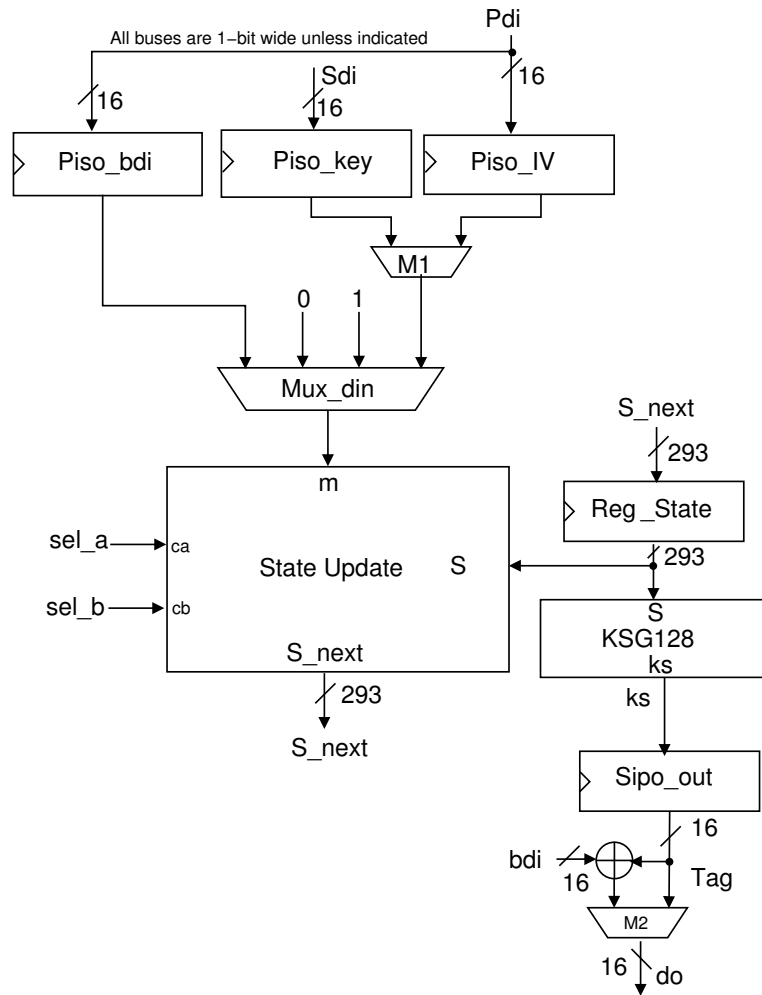 Pdi
All buses are 1−bit wide unless indicated
16
Sdi
16
16
Piso_bdi
Piso_key
Piso_IV
M1
0
1
Mux_din
S_next
293
m
Reg_State
sel_a
ca
State Update
S
293
sel_b
cb
S
KSG128
ks
S_next
293
ks
S_next
Sipo_out
16
bdi
16
Tag
M2
16
do